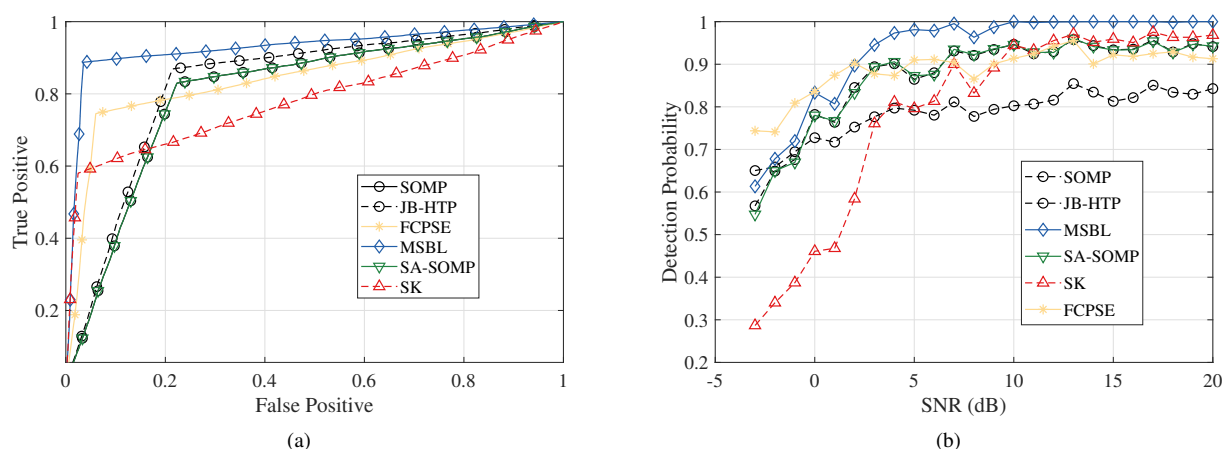 1
0.8
0.6
0.4
0.2
True Positive
0
0.2
0.4
0.6
0.8
1
False Positive
SOMP
JB-HTP
FCPSE
MSBL
SA-SOMP
SK
(a)
1
0.9
0.8
0.7
0.6
0.5
0.4
0.3
0.2
Detection Probability
-5
0
5
10
15
20
SNR (dB)
SOMP
JB-HTP
MSBL
SA-SOMP
SK
FCPSE
(b)